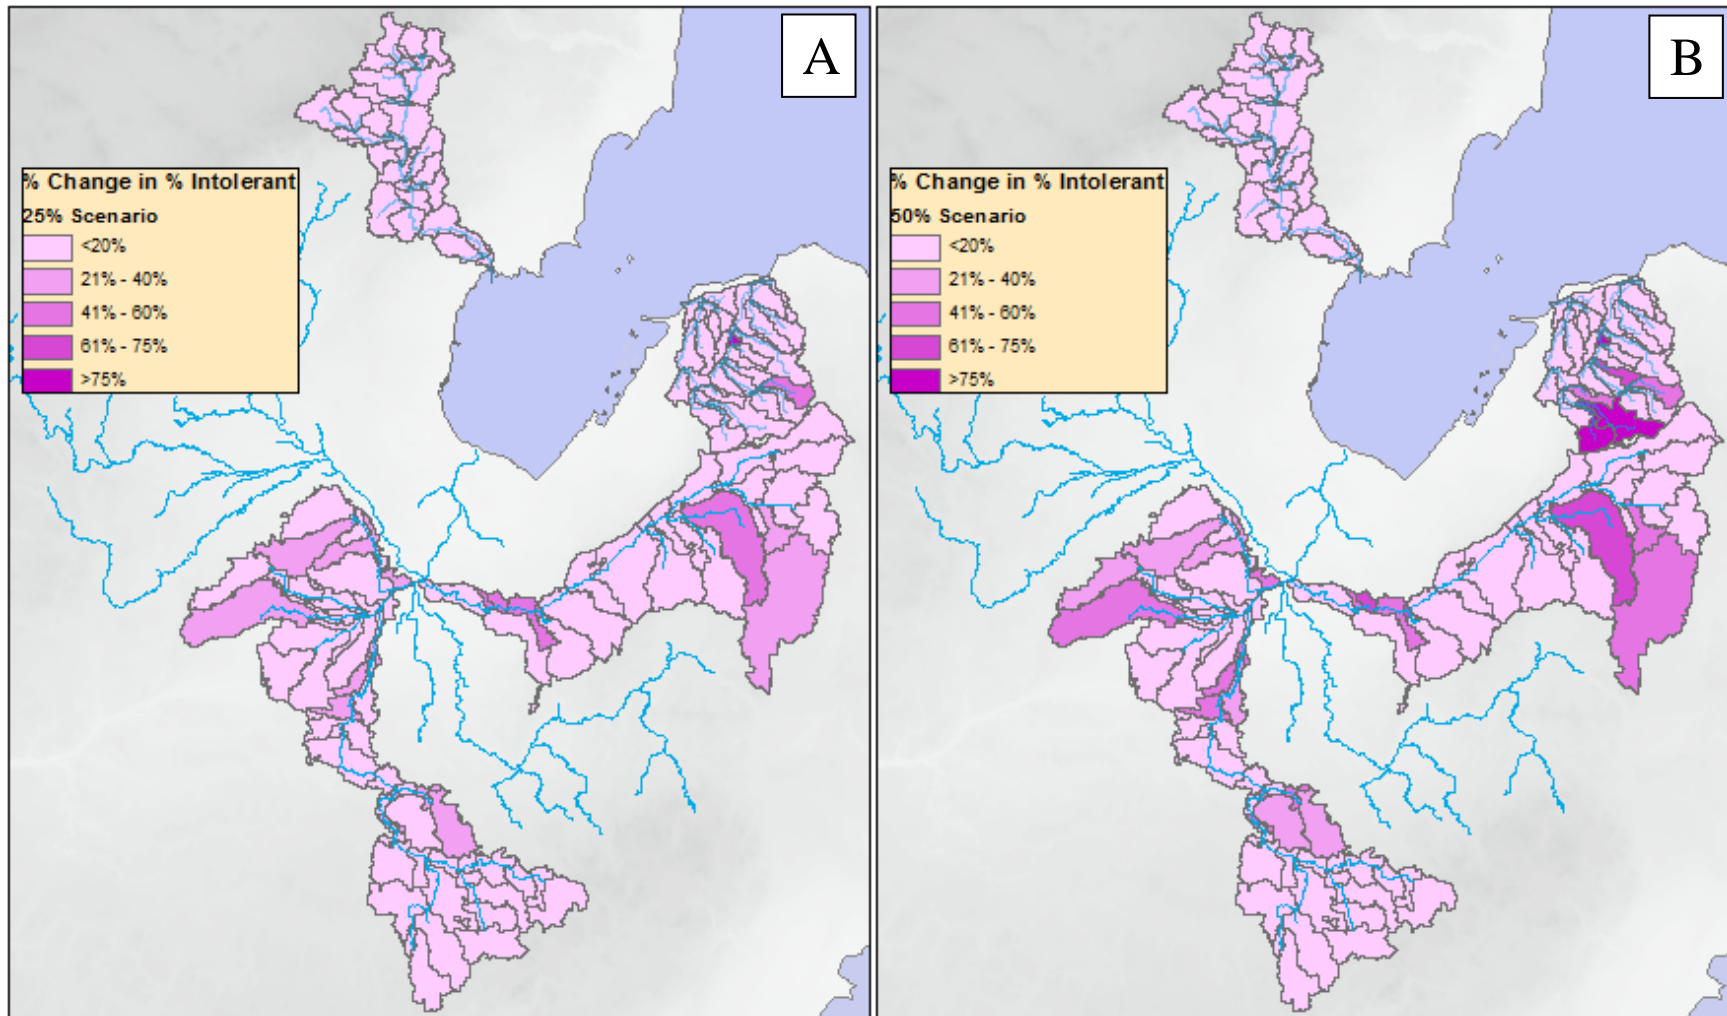 A
% Change in % Intolerant
25% Scenario
<20%
21% - 40%
41% - 60%
61% - 75%
>75%
B
% Change in % Intolerant
50% Scenario
<20%
21% - 40%
41% - 60%
61% - 75%
>75%